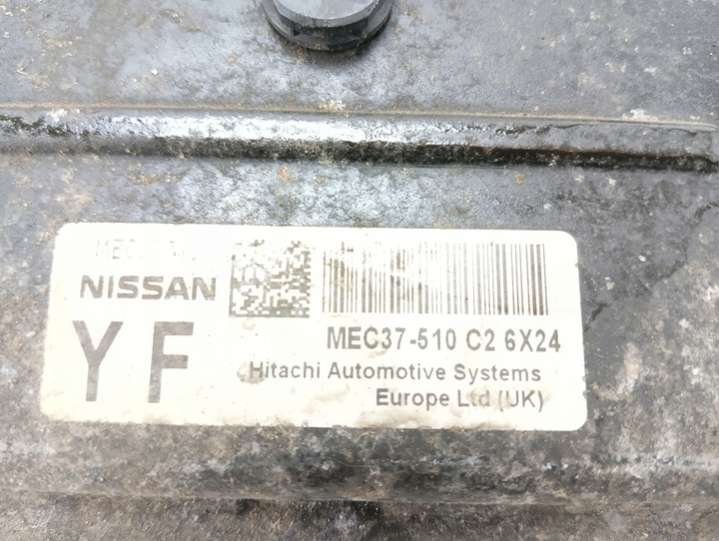 NISSAN
YF
MEC37-510 C2 6X24
Hitachi Automotive Systems
Europe Ltd (UK)